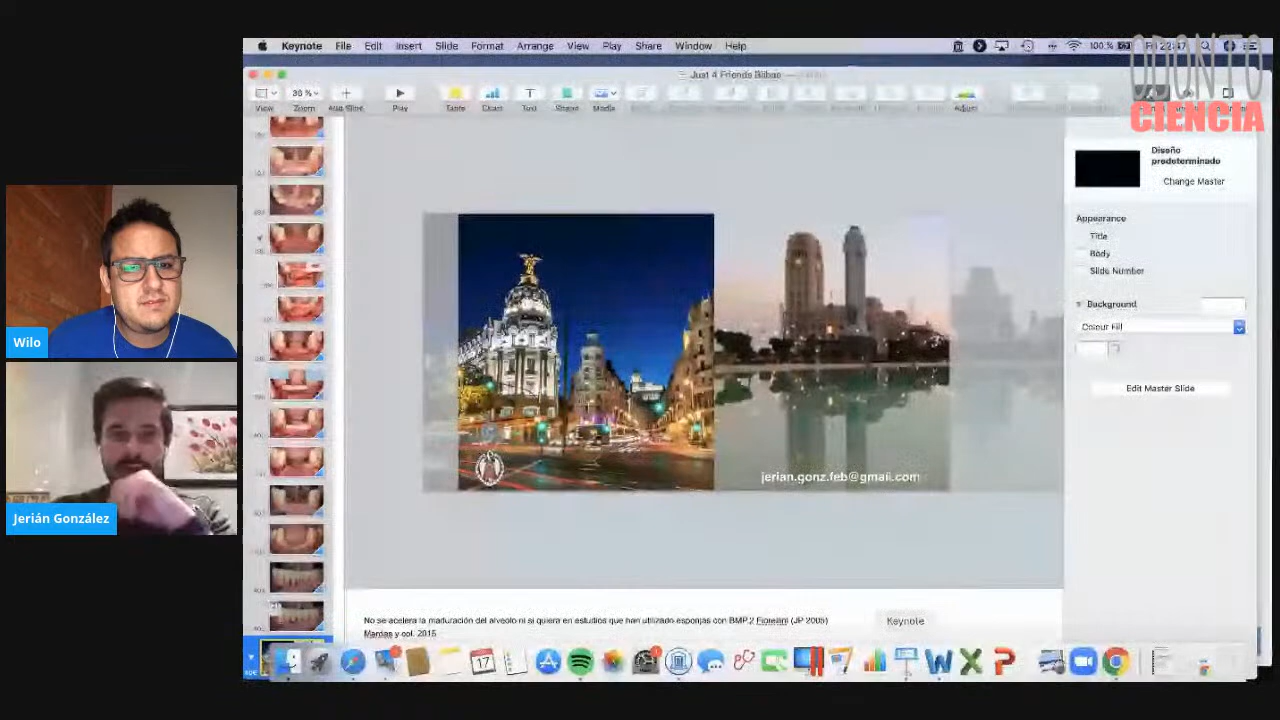 Keynote File Edit Insert Slide Format Arrange View Play Share Window Help
100 %
Just 4 Friends Bilbao
36 %
View Zoom Add Slide Play Table Chart Text Shape Media Adjust
ODONTO
CIENCIA
Diseño
predeterminado
Change Master
Appearance
Title
Body
Slide Number
Background
Colour Fill
Edit Master Slide
Wilo
Jerián González
jerian.gonz.feb@gmail.com
No se acelera la maduración del alveolo ni si quiera en estudios que han utilizado esponjas con BMP.2 Fiorellini (JP 2005)
Mardas y col. 2015
Keynote
17